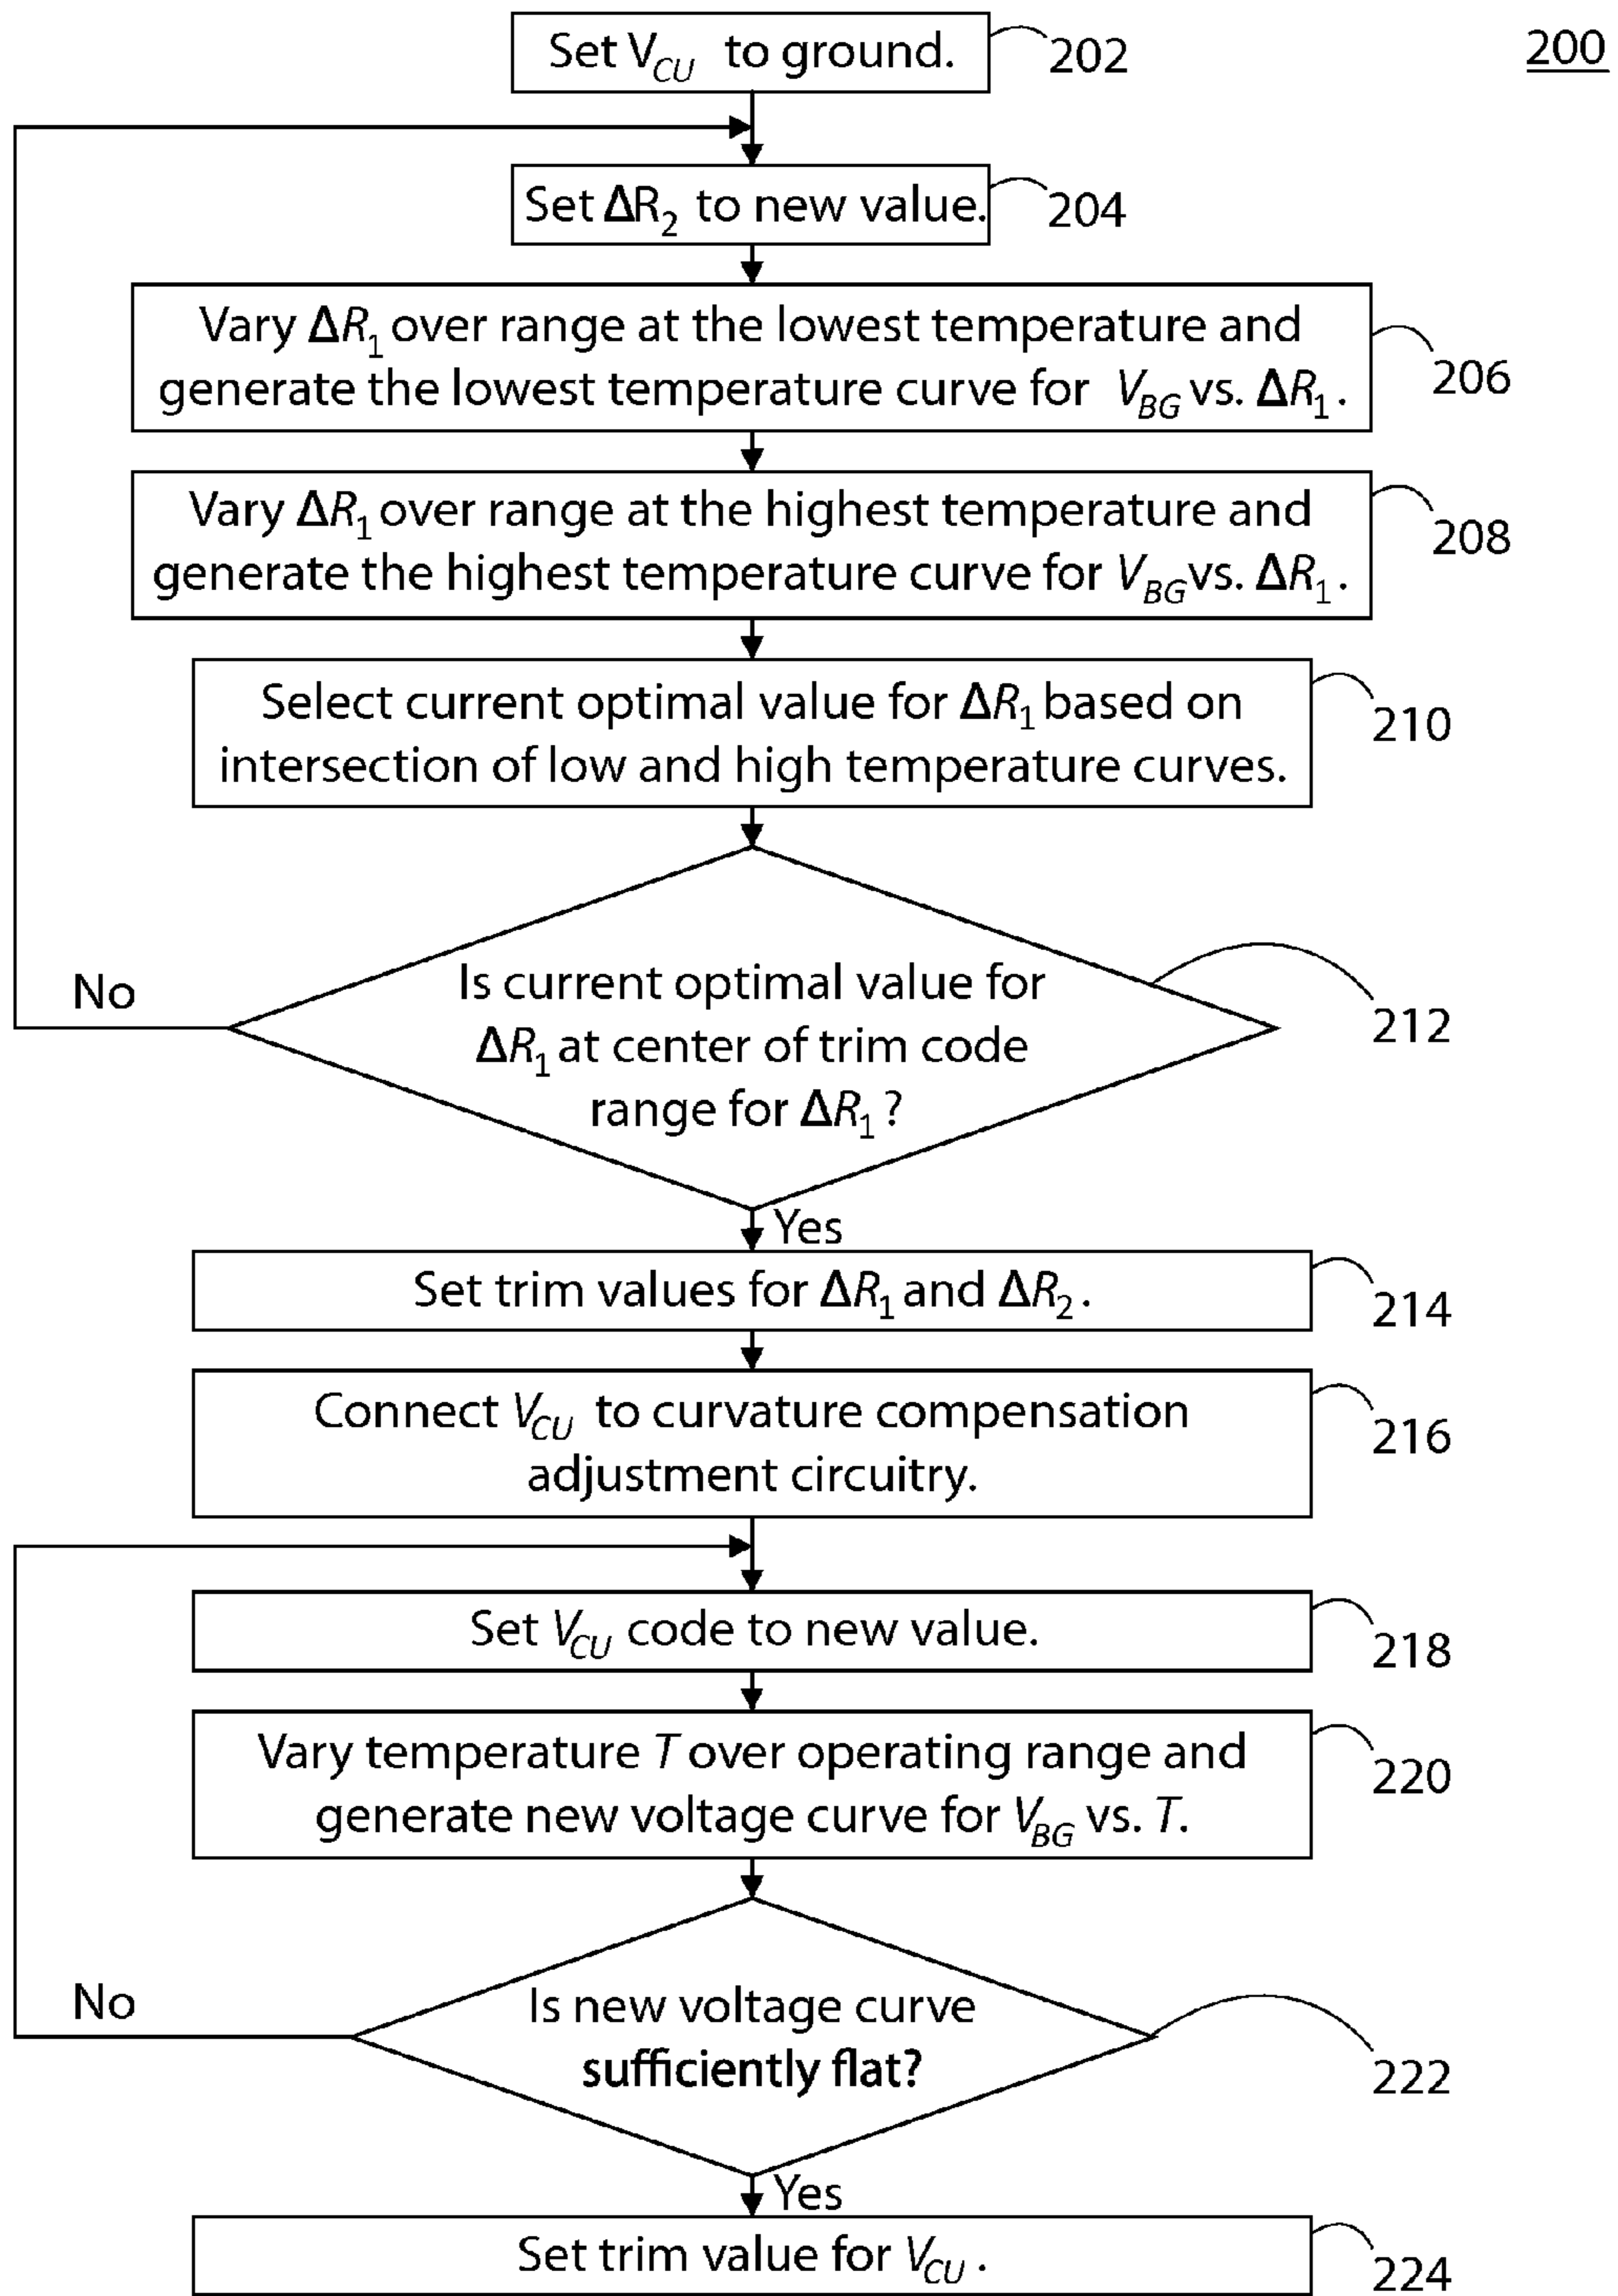 200
Set V_CU to ground.
202
Set ΔR_2 to new value.
204
Vary ΔR_1 over range at the lowest temperature and
generate the lowest temperature curve for V_BG vs. ΔR_1.
206
Vary ΔR_1 over range at the highest temperature and
generate the highest temperature curve for V_BG vs. ΔR_1.
208
Select current optimal value for ΔR_1 based on
intersection of low and high temperature curves.
210
No
Is current optimal value for
ΔR_1 at center of trim code
range for ΔR_1?
212
Yes
Set trim values for ΔR_1 and ΔR_2.
214
Connect V_CU to curvature compensation
adjustment circuitry.
216
Set V_CU code to new value.
218
Vary temperature T over operating range and
generate new voltage curve for V_BG vs. T.
220
No
Is new voltage curve
sufficiently flat?
222
Yes
Set trim value for V_CU.
224